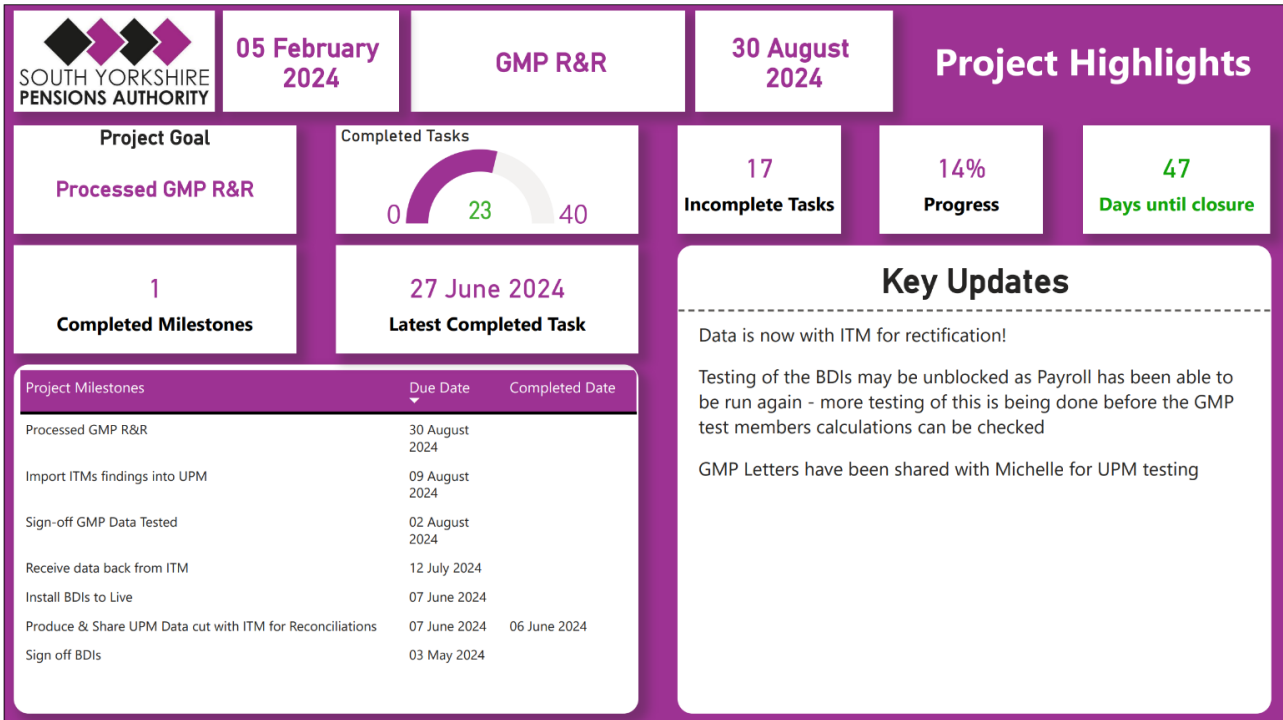 SOUTH YORKSHIRE
PENSIONS AUTHORITY
05 February
2024
GMP R&R
30 August
2024
Project Highlights
Project Goal
Processed GMP R&R
Completed Tasks
0
23
40
17
Incomplete Tasks
14%
Progress
47
Days until closure
1
Completed Milestones
27 June 2024
Latest Completed Task
Project Milestones Due Date Completed Date
Processed GMP R&R 30 August
2024
Import ITMs findings into UPM 09 August
2024
Sign-off GMP Data Tested 02 August
2024
Receive data back from ITM 12 July 2024
Install BDIs to Live 07 June 2024
Produce & Share UPM Data cut with ITM for Reconciliations 07 June 2024 06 June 2024
Sign off BDIs 03 May 2024
Key Updates
Data is now with ITM for rectification!
Testing of the BDIs may be unblocked as Payroll has been able to
be run again - more testing of this is being done before the GMP
test members calculations can be checked
GMP Letters have been shared with Michelle for UPM testing